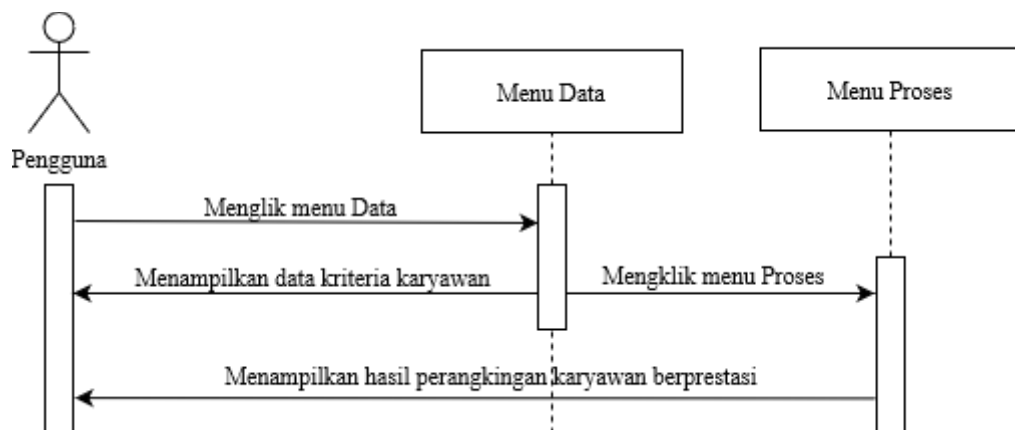 Menu Data
Menu Proses
Pengguna
Menglik menu Data
Menampilkan data kriteria karyawan
Mengklik menu Proses
Menampilkan hasil perangkingan karyawan berprestasi